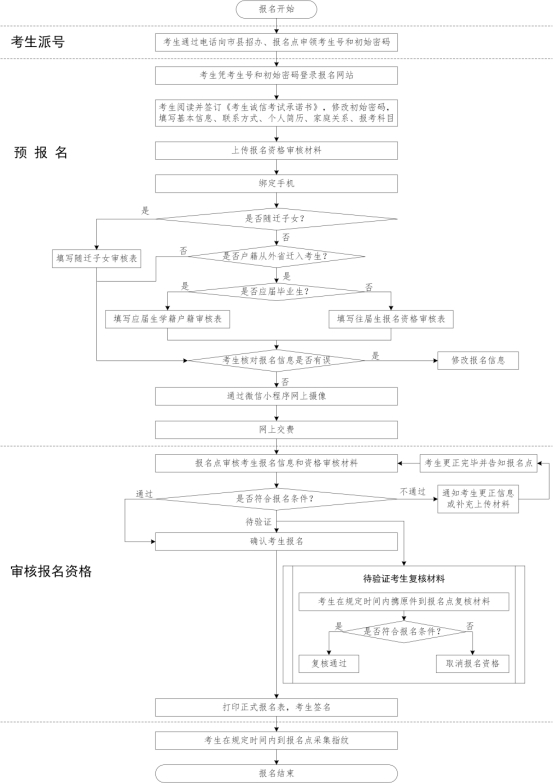 报名开始
考生派号
考生通过电话向市县招办、报名点申领考生号和初始密码
考生凭考生号和初始密码登录报名网站
考生阅读并签订《考生诚信考试承诺书》，修改初始密码，
填写基本信息、联系方式、个人简历、家庭关系、报考科目
预 报 名
上传报名资格审核材料
绑定手机
是
是否随迁子女？
否
填写随迁子女审核表
否
是否户籍从外省迁入考生？
是
是
是否应届毕业生？
否
填写应届生学籍户籍审核表
填写往届生报名资格审核表
考生核对报名信息是否有误
是
修改报名信息
否
通过微信小程序网上摄像
网上交费
报名点审核考生报名信息和资格审核材料
考生更正完毕并告知报名点
通过
是否符合报名条件？
不通过
通知考生更正信息
或补充上传材料
待验证
确认考生报名
审核报名资格
待验证考生复核材料
考生在规定时间内携原件到报名点复核材料
是
是否符合报名条件？
否
复核通过
取消报名资格
打印正式报名表，考生签名
考生在规定时间内到报名点采集指纹
报名结束